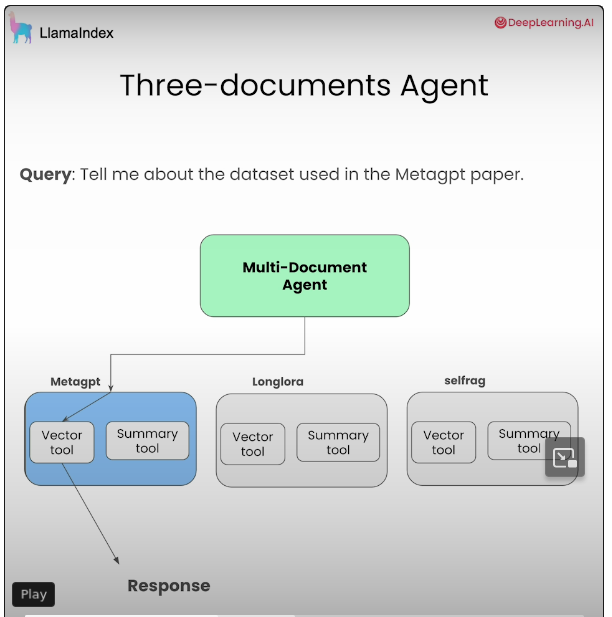 LlamaIndex
DeepLearning.AI
Three-documents Agent
Query: Tell me about the dataset used in the Metagpt paper.
Multi-Document
Agent
Metagpt
Longlora
selfrag
Vector
tool
Summary
tool
Vector
tool
Summary
tool
Vector
tool
Summary
tool
Response
Play